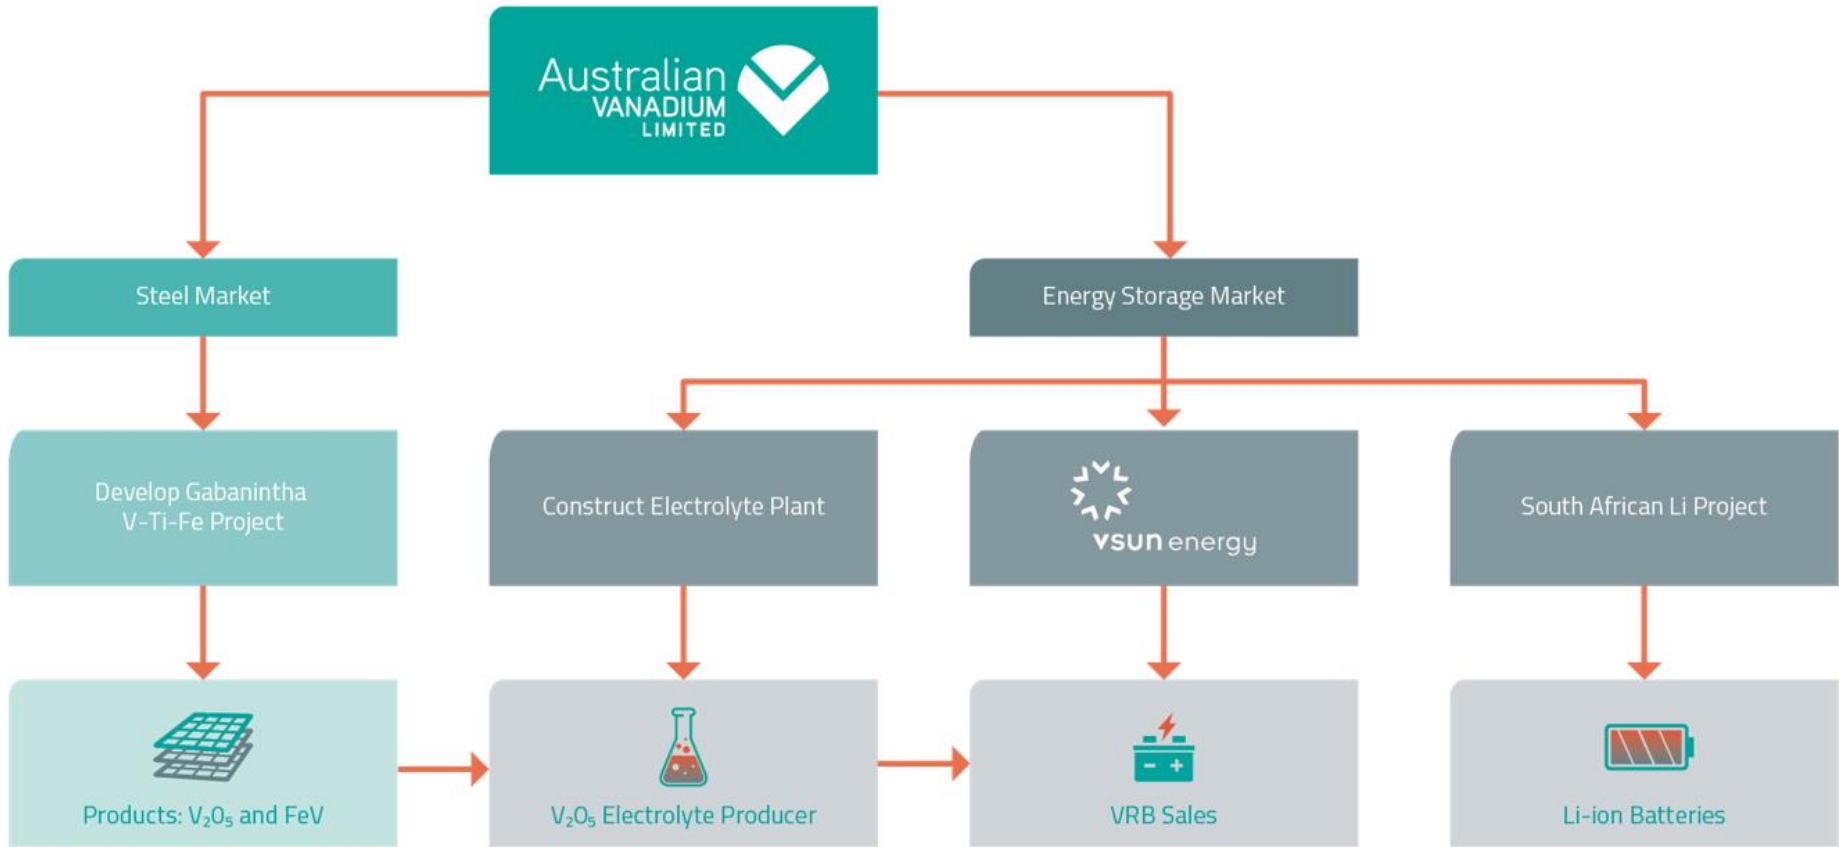 Australian
VANADIUM
LIMITED
Steel Market
Energy Storage Market
Develop Gabanintha
V-Ti-Fe Project
Construct Electrolyte Plant
vsun energy
South African Li Project
Products: V₂O₅ and FeV
V₂O₅ Electrolyte Producer
VRB Sales
Li-ion Batteries